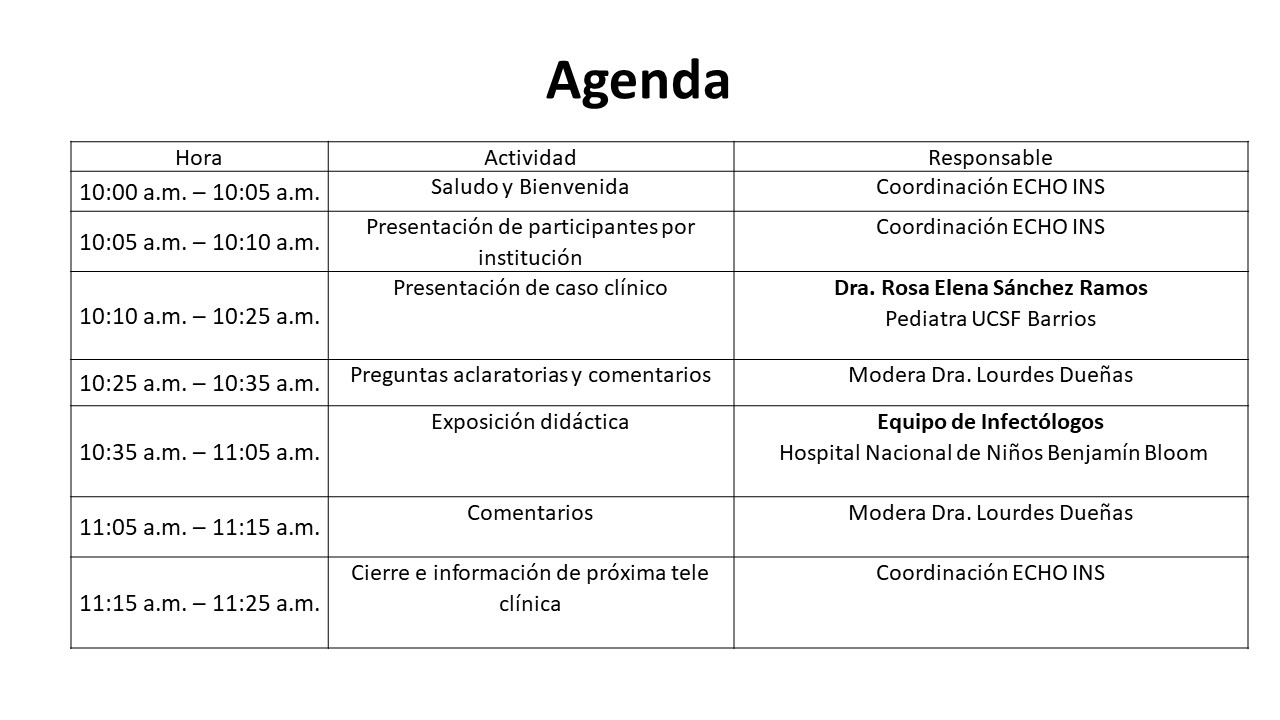 Agenda
Hora
Actividad
Responsable
10:00 a.m. – 10:05 a.m.
Saludo y Bienvenida
Coordinación ECHO INS
10:05 a.m. – 10:10 a.m.
Presentación de participantes por
institución
Coordinación ECHO INS
10:10 a.m. – 10:25 a.m.
Presentación de caso clínico
Dra. Rosa Elena Sánchez Ramos
Pediatra UCSF Barrios
10:25 a.m. – 10:35 a.m.
Preguntas aclaratorias y comentarios
Modera Dra. Lourdes Dueñas
10:35 a.m. – 11:05 a.m.
Exposición didáctica
Equipo de Infectólogos
Hospital Nacional de Niños Benjamín Bloom
11:05 a.m. – 11:15 a.m.
Comentarios
Modera Dra. Lourdes Dueñas
11:15 a.m. – 11:25 a.m.
Cierre e información de próxima tele
clínica
Coordinación ECHO INS